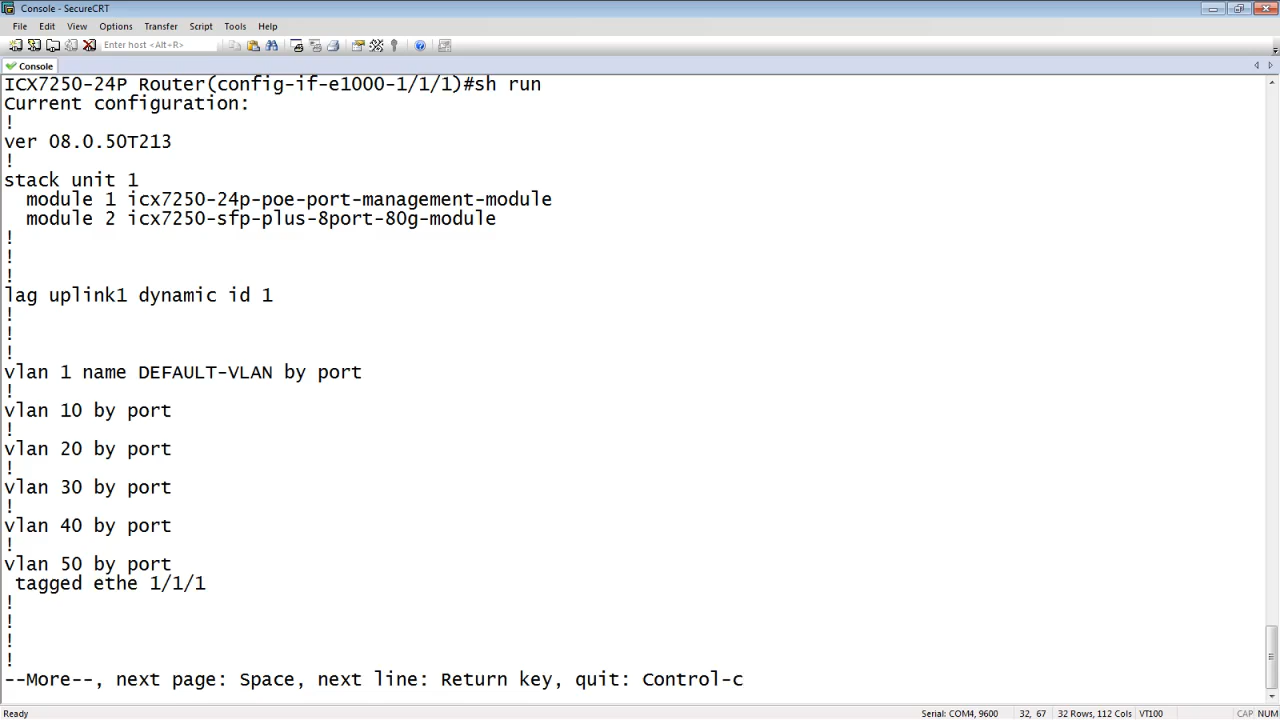 Console - SecureCRT
File Edit View Options Transfer Script Tools Help
Enter host <Alt+R>
Console
ICX7250-24P Router(config-if-e1000-1/1/1)#sh run
Current configuration:
!
ver 08.0.50T213
!
stack unit 1
  module 1 icx7250-24p-poe-port-management-module
  module 2 icx7250-sfp-plus-8port-80g-module
!
!
!
lag uplink1 dynamic id 1
!
!
!
vlan 1 name DEFAULT-VLAN by port
!
vlan 10 by port
!
vlan 20 by port
!
vlan 30 by port
!
vlan 40 by port
!
vlan 50 by port
 tagged ethe 1/1/1
!
!
!
!
--More--, next page: Space, next line: Return key, quit: Control-c
Ready Serial: COM4, 9600 32, 67 32 Rows, 112 Cols VT100 CAP NUM